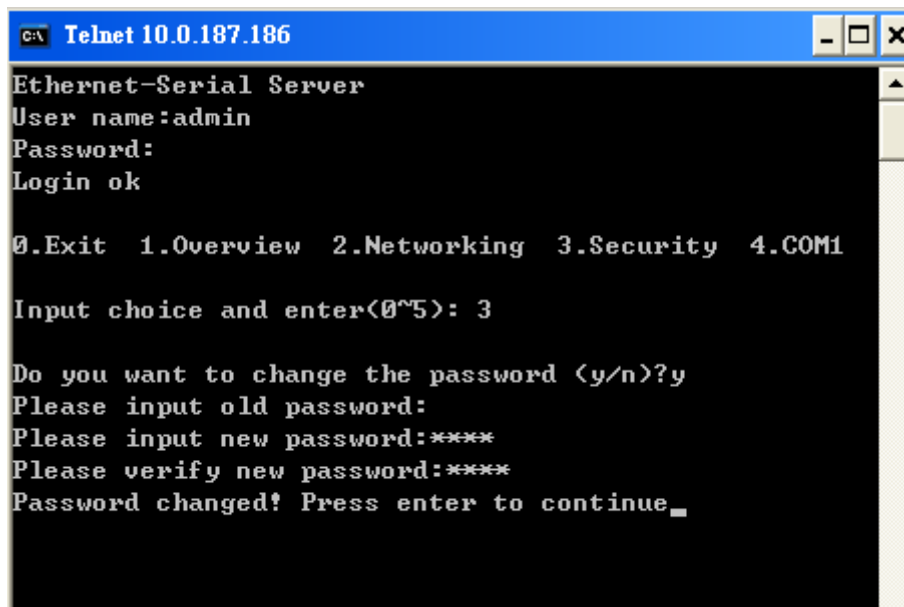 Telnet 10.0.187.186
Ethernet-Serial Server
User name:admin
Password:
Login ok
0.Exit  1.Overview  2.Networking  3.Security  4.COM1
Input choice and enter(0~5): 3
Do you want to change the password (y/n)?y
Please input old password:
Please input new password:****
Please verify new password:****
Password changed! Press enter to continue_